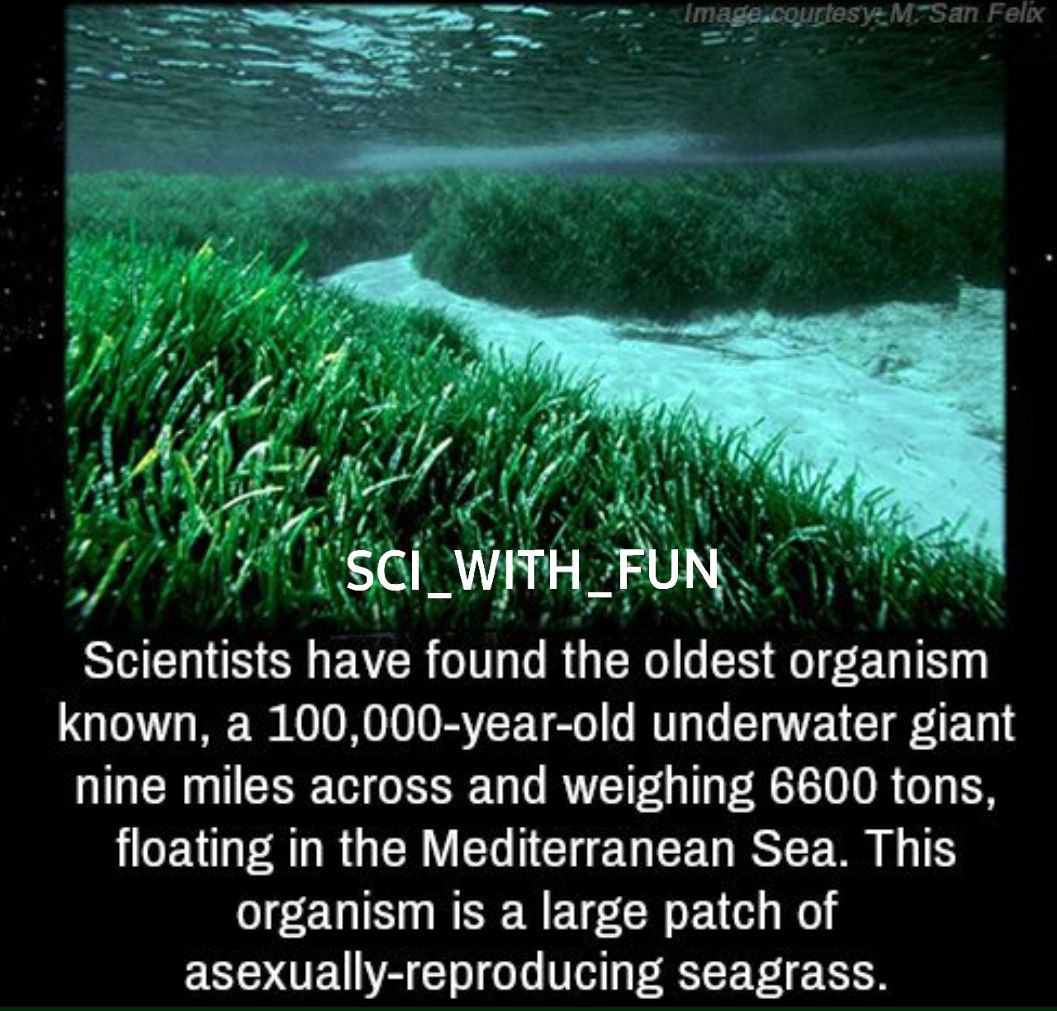 Image courtesy: M. San Felix
SCI_WITH_FUN
Scientists have found the oldest organism
known, a 100,000-year-old underwater giant
nine miles across and weighing 6600 tons,
floating in the Mediterranean Sea. This
organism is a large patch of
asexually-reproducing seagrass.